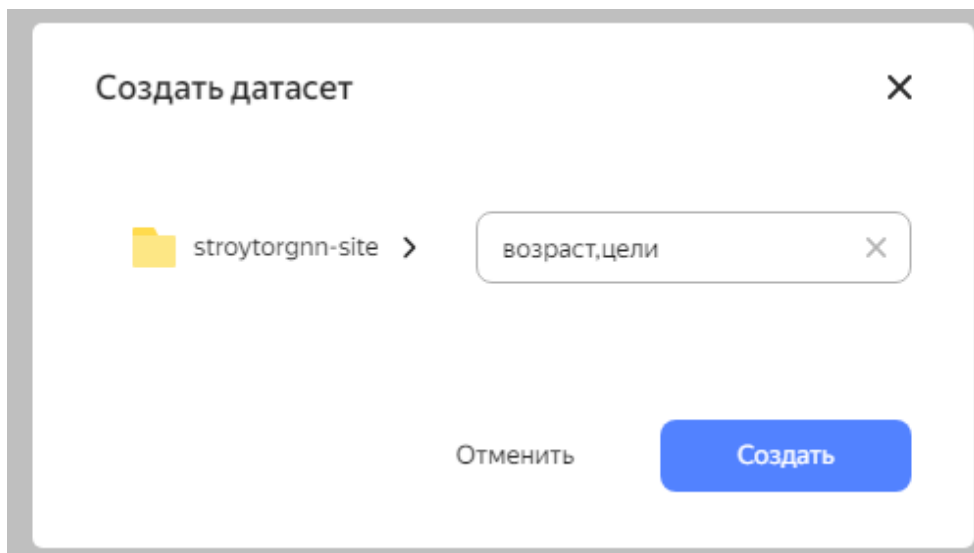 Создать датасет
stroytorgnn-site
возраст,цели
Отменить
Создать